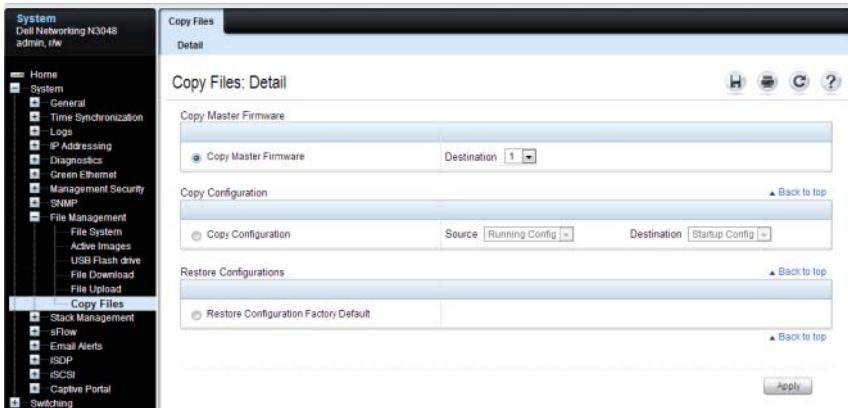 System
Dell Networking N3048
admin, r/w
Home
System
General
Time Synchronization
Logs
IP Addressing
Diagnostics
Green Ethernet
Management Security
SNMP
File Management
File System
Active Images
USB Flash drive
File Download
File Upload
Copy Files
Stack Management
sFlow
Email Alerts
ISDP
iSCSI
Captive Portal
Switching
Copy Files
Detail
Copy Files: Detail
Copy Master Firmware
Copy Master Firmware Destination 1
Copy Configuration Back to top
Copy Configuration Source Running Config Destination Startup Config
Restore Configurations Back to top
Restore Configuration Factory Default
Back to top
Apply